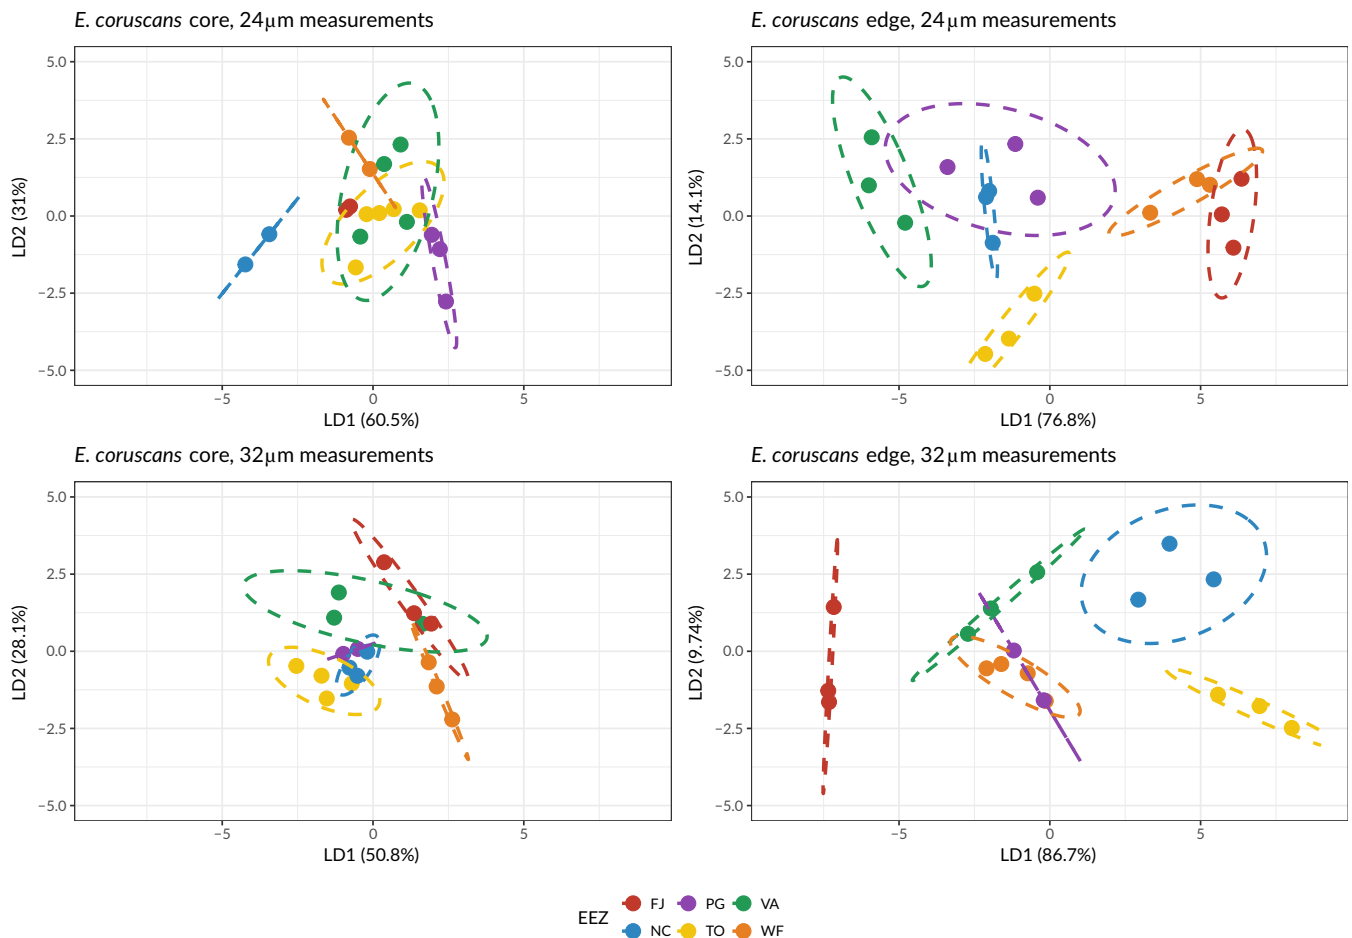 E. coruscans core, 24μm measurements
5.0
2.5
0.0
−2.5
−5.0
LD2 (31%)
−5 0 5
LD1 (60.5%)
E. coruscans edge, 24μm measurements
5.0
2.5
0.0
−2.5
−5.0
LD2 (14.1%)
−5 0 5
LD1 (76.8%)
E. coruscans core, 32μm measurements
5.0
2.5
0.0
−2.5
−5.0
LD2 (28.1%)
−5 0 5
LD1 (50.8%)
E. coruscans edge, 32μm measurements
5.0
2.5
0.0
−2.5
−5.0
LD2 (9.74%)
−5 0 5
LD1 (86.7%)
EEZ
FJ PG VA
NC TO WF